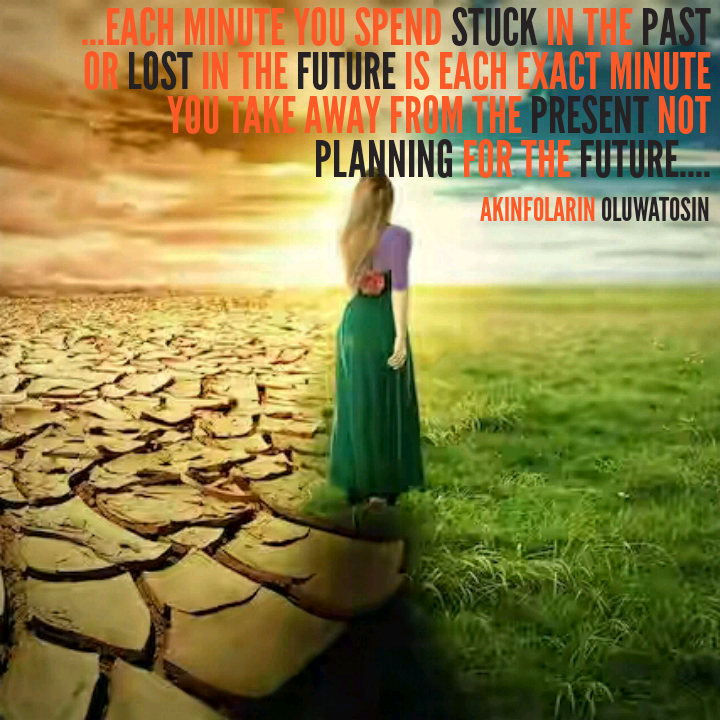 ...EACH MINUTE YOU SPEND STUCK IN THE PAST
OR LOST IN THE FUTURE IS EACH EXACT MINUTE
YOU TAKE AWAY FROM THE PRESENT NOT
PLANNING FOR THE FUTURE....
AKINFOLARIN OLUWATOSIN